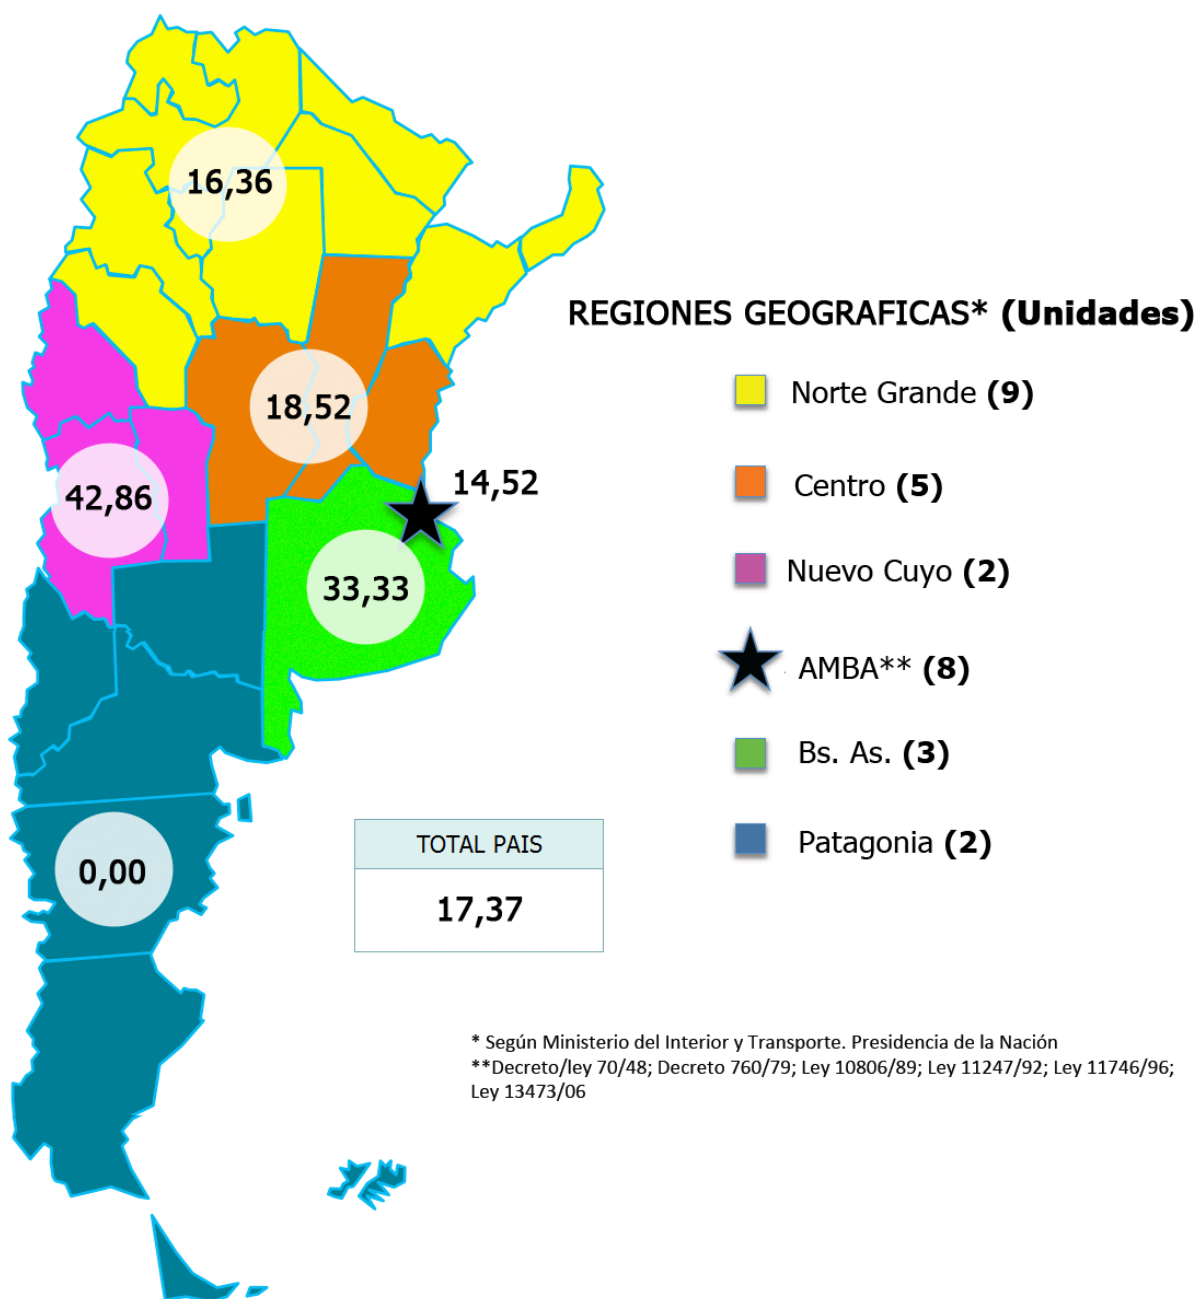 16,36
REGIONES GEOGRAFICAS* (Unidades)
Norte Grande (9)
18,52
14,52
Centro (5)
42,86
33,33
Nuevo Cuyo (2)
AMBA** (8)
Bs. As. (3)
Patagonia (2)
0,00
TOTAL PAIS
17,37
* Según Ministerio del Interior y Transporte. Presidencia de la Nación
**Decreto/ley 70/48; Decreto 760/79; Ley 10806/89; Ley 11247/92; Ley 11746/96;
Ley 13473/06